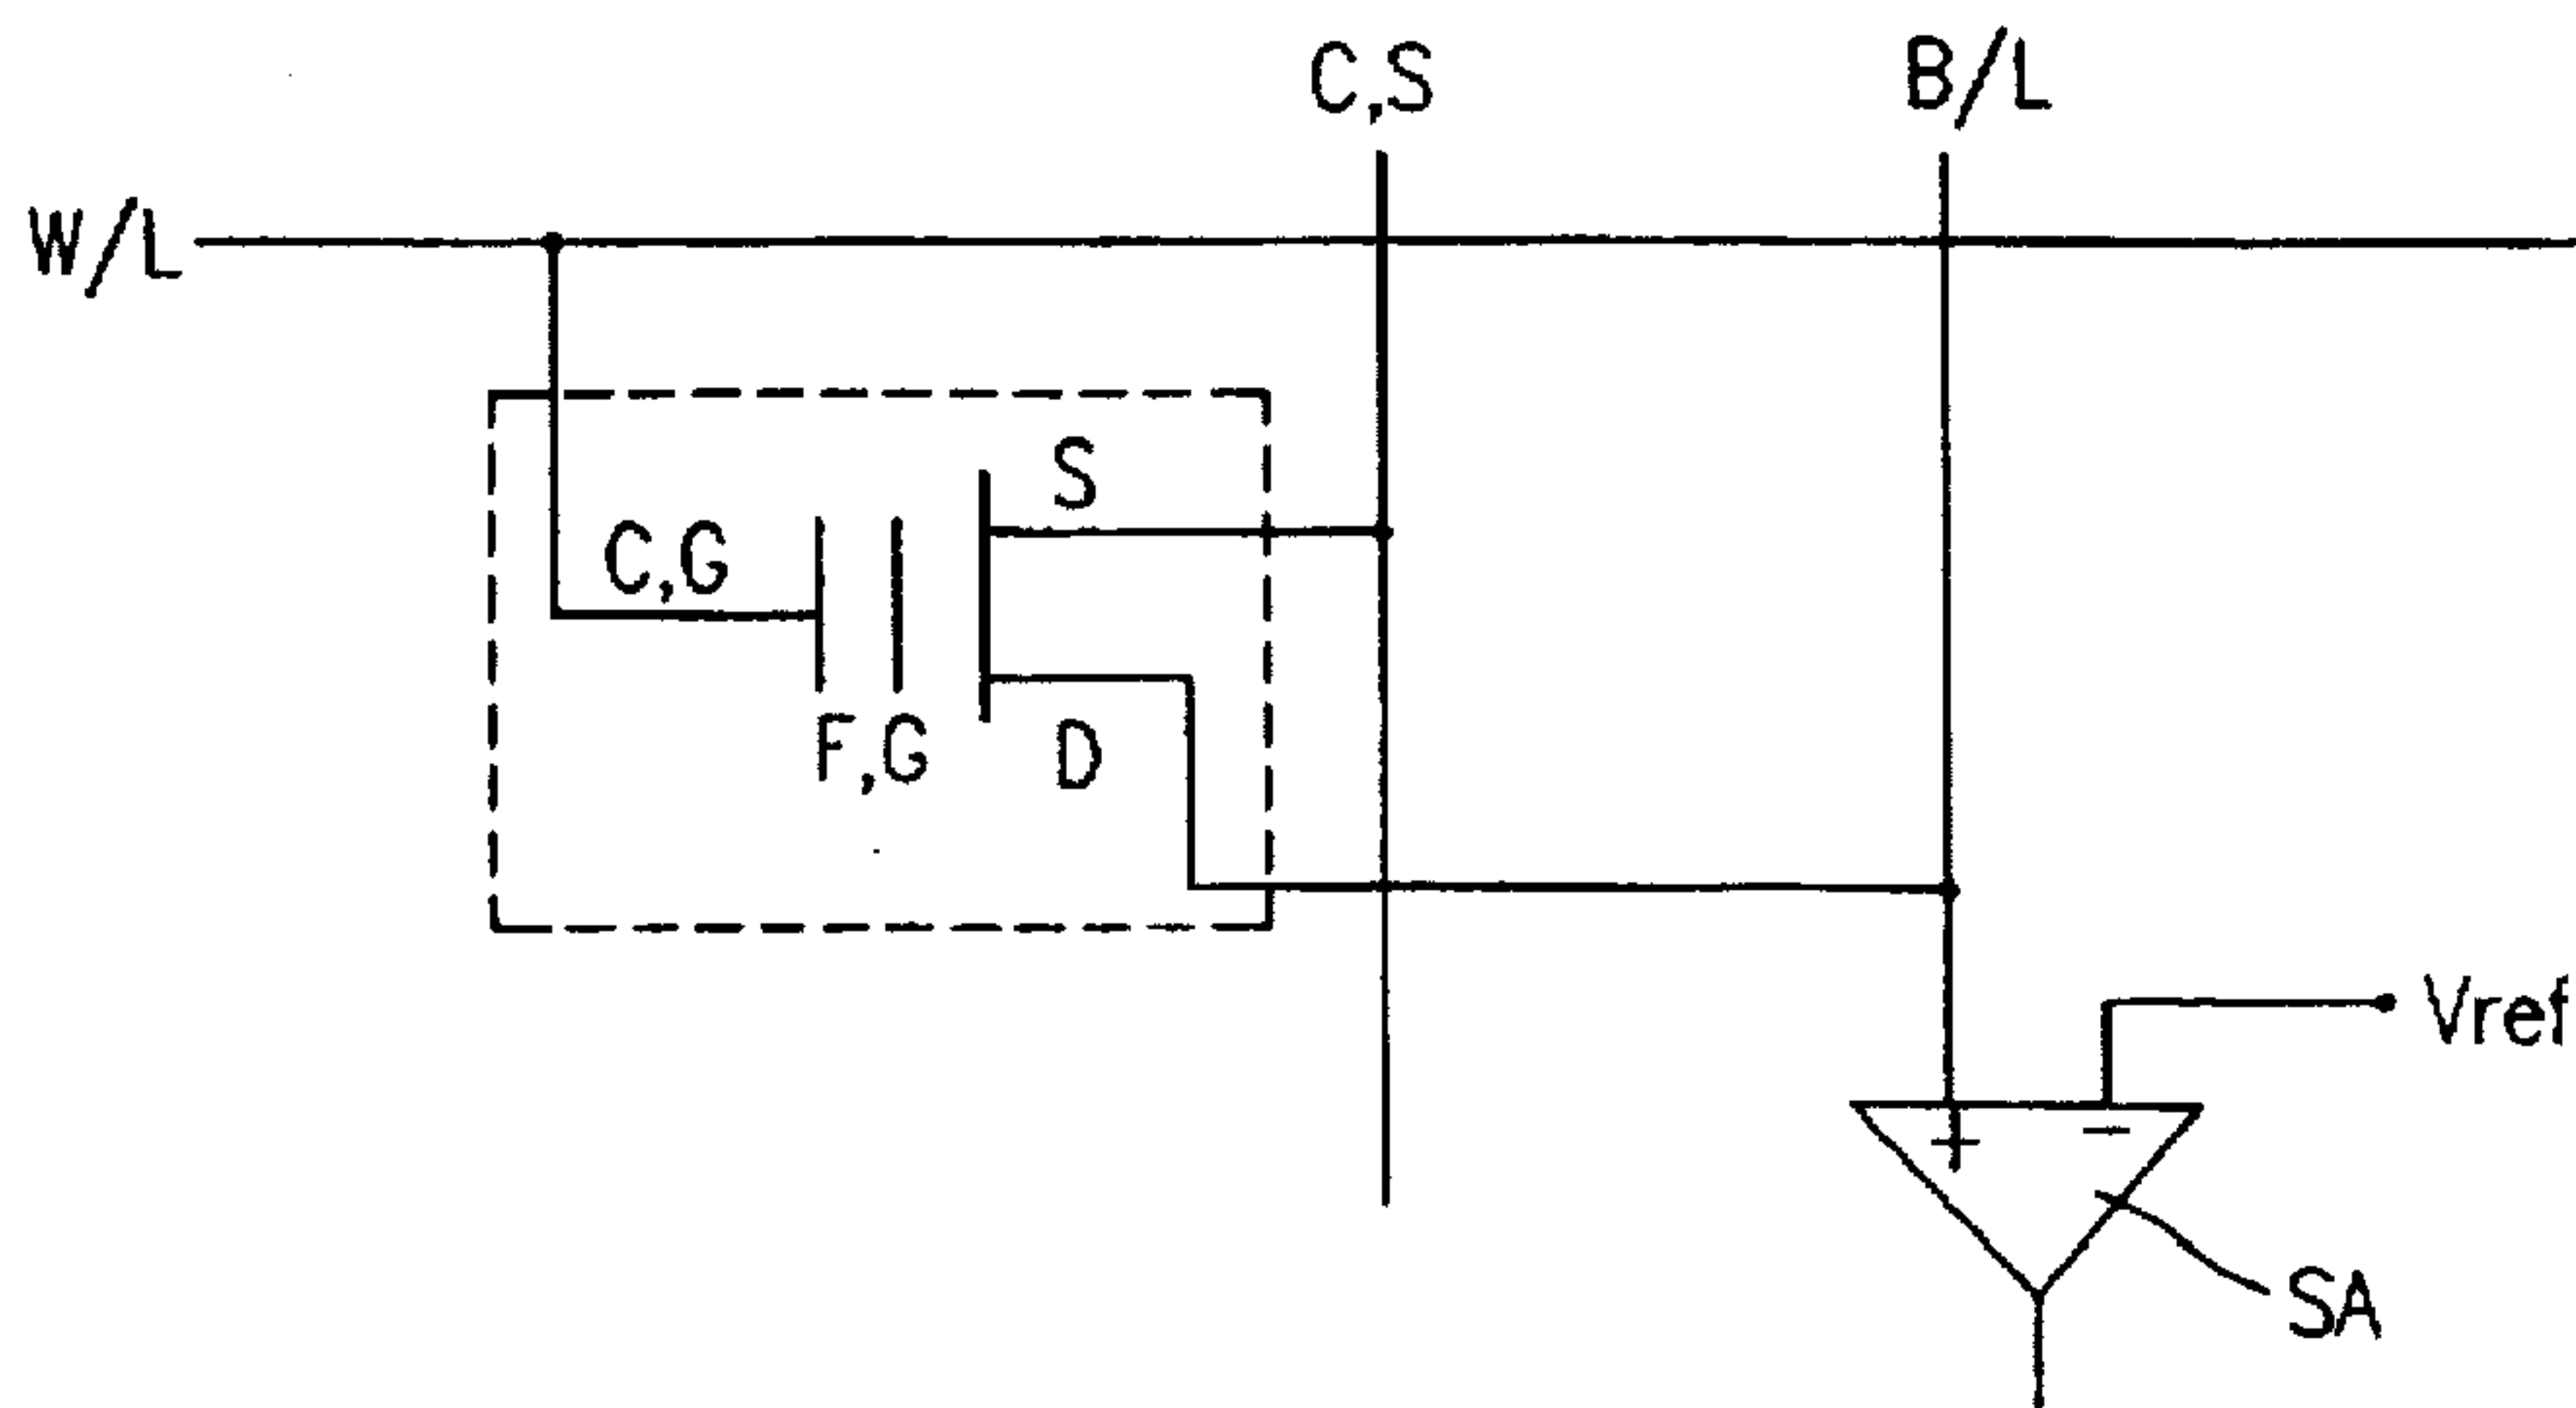 C,S
B/L
W/L
S
C,G
F,G
D
Vref
+
−
SA